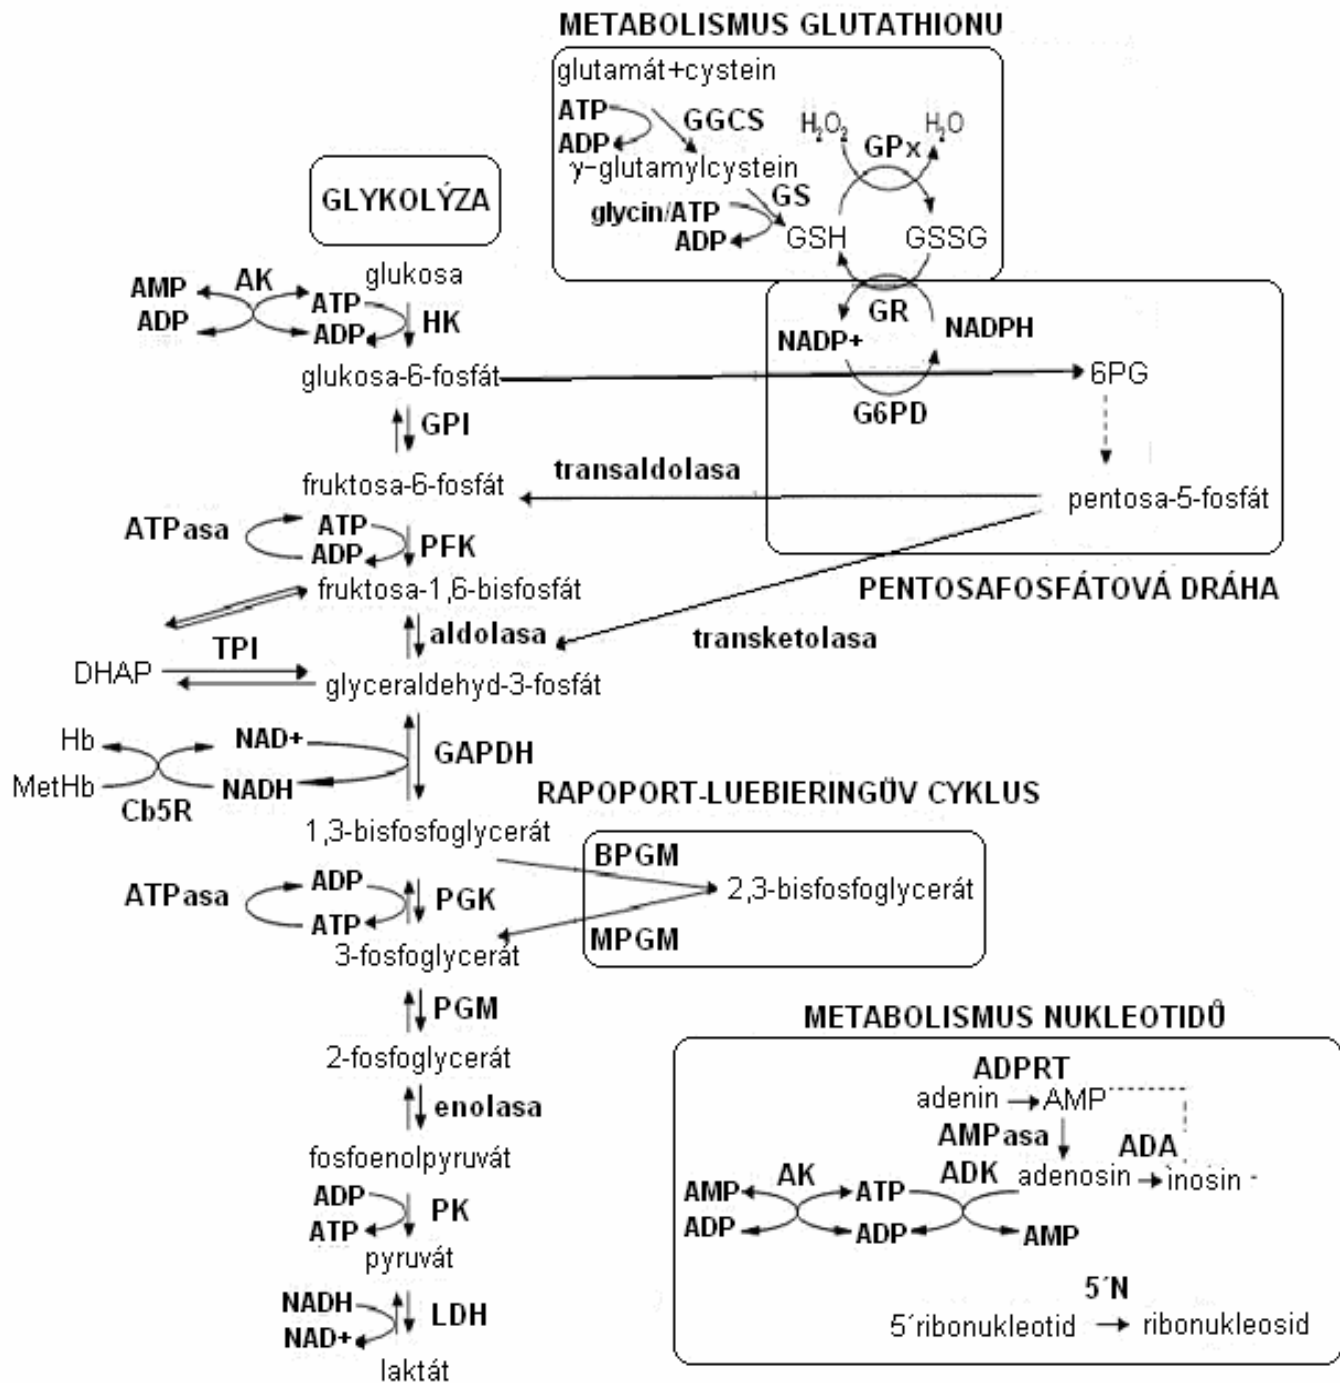 METABOLISMUS GLUTATHIONU
glutamát+cystein
ATP
GGCS
ADP
γ-glutamylcystein
GS
glycin/ATP
ADP
H₂O₂
H₂O
GPx
GSH
GSSG
GR
NADP+
NADPH
G6PD
6PG
pentosa-5-fosfát
PENTOSAFOSFÁTOVÁ DRÁHA
transaldolasa
transketolasa
GLYKOLÝZA
glukosa
AMP
AK
ATP
ADP
ADP
HK
glukosa-6-fosfát
GPI
fruktosa-6-fosfát
ATPasa
ATP
ADP
PFK
fruktosa-1,6-bisfosfát
aldolasa
TPI
DHAP
glyceraldehyd-3-fosfát
Hb
NAD+
GAPDH
MetHb
NADH
Cb5R
RAPOPORT-LUEBIERINGŮV CYKLUS
1,3-bisfosfoglycerát
BPGM
ATPasa
ADP
PGK
2,3-bisfosfoglycerát
ATP
MPGM
3-fosfoglycerát
PGM
2-fosfoglycerát
enolasa
fosfoenolpyruvát
ADP
PK
ATP
pyruvát
NADH
LDH
NAD+
laktát
METABOLISMUS NUKLEOTIDŮ
ADPRT
adenin
AMP
AMPasa
ADA
AK
ADK
adenosin
inosin
AMP
ATP
ADP
ADP
AMP
5´N
5´ribonukleotid
ribonukleosid